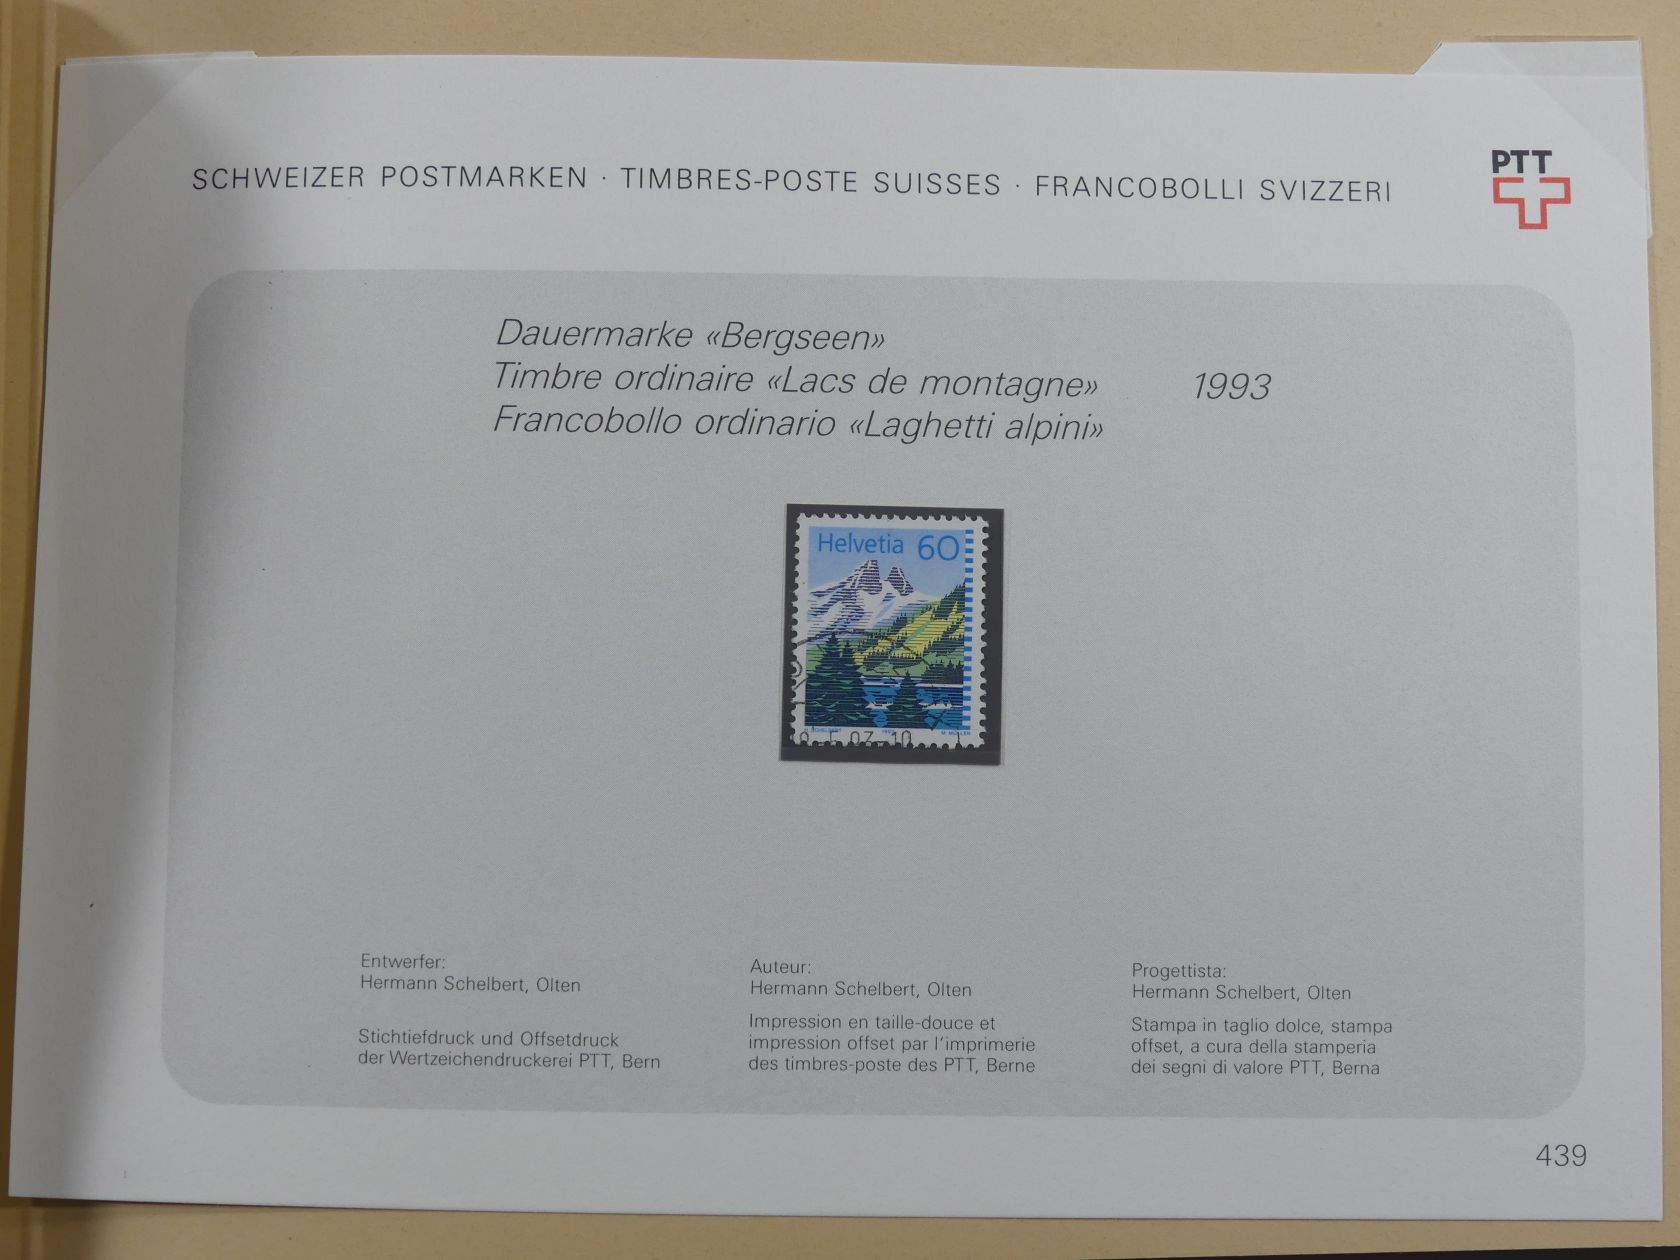 SCHWEIZER POSTMARKEN · TIMBRES-POSTE SUISSES · FRANCOBOLLI SVIZZERI
PTT
Dauermarke «Bergseen»
Timbre ordinaire «Lacs de montagne» 1993
Francobollo ordinario «Laghetti alpini»
Helvetia 60
H. SCHELBERT 1993 M. MÜLLER
Entwerfer:
Hermann Schelbert, Olten
Stichtiefdruck und Offsetdruck
der Wertzeichendruckerei PTT, Bern
Auteur:
Hermann Schelbert, Olten
Impression en taille-douce et
impression offset par l'imprimerie
des timbres-poste des PTT, Berne
Progettista:
Hermann Schelbert, Olten
Stampa in taglio dolce, stampa
offset, a cura della stamperia
dei segni di valore PTT, Berna
439